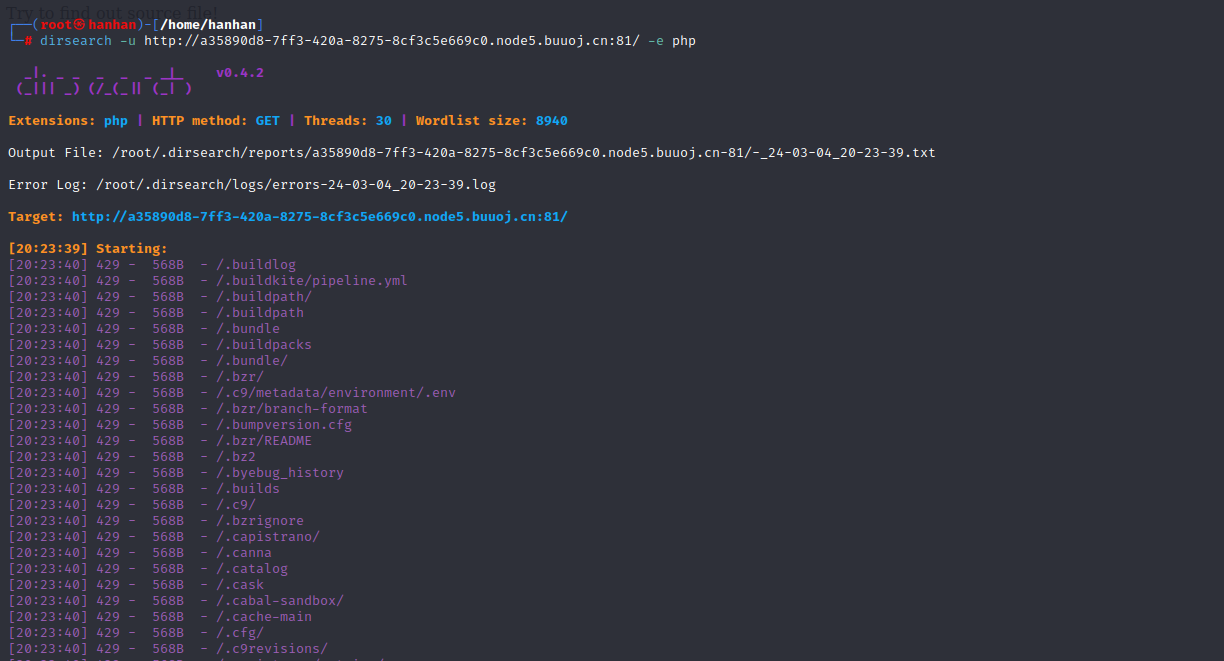 Try to find out source file!
┌──(root㉿hanhan)-[/home/hanhan]
└─# dirsearch -u http://a35890d8-7ff3-420a-8275-8cf3c5e669c0.node5.buuoj.cn:81/ -e php
_|. _ _  _  _  _ _|_    v0.4.2
(_||| _) (/_(_|| (_| )
Extensions: php | HTTP method: GET | Threads: 30 | Wordlist size: 8940
Output File: /root/.dirsearch/reports/a35890d8-7ff3-420a-8275-8cf3c5e669c0.node5.buuoj.cn-81/-_24-03-04_20-23-39.txt
Error Log: /root/.dirsearch/logs/errors-24-03-04_20-23-39.log
Target: http://a35890d8-7ff3-420a-8275-8cf3c5e669c0.node5.buuoj.cn:81/
[20:23:39] Starting:
[20:23:40] 429 -  568B  - /.buildlog
[20:23:40] 429 -  568B  - /.buildkite/pipeline.yml
[20:23:40] 429 -  568B  - /.buildpath/
[20:23:40] 429 -  568B  - /.buildpath
[20:23:40] 429 -  568B  - /.bundle
[20:23:40] 429 -  568B  - /.buildpacks
[20:23:40] 429 -  568B  - /.bundle/
[20:23:40] 429 -  568B  - /.bzr/
[20:23:40] 429 -  568B  - /.c9/metadata/environment/.env
[20:23:40] 429 -  568B  - /.bzr/branch-format
[20:23:40] 429 -  568B  - /.bumpversion.cfg
[20:23:40] 429 -  568B  - /.bzr/README
[20:23:40] 429 -  568B  - /.bz2
[20:23:40] 429 -  568B  - /.byebug_history
[20:23:40] 429 -  568B  - /.builds
[20:23:40] 429 -  568B  - /.c9/
[20:23:40] 429 -  568B  - /.bzrignore
[20:23:40] 429 -  568B  - /.capistrano/
[20:23:40] 429 -  568B  - /.canna
[20:23:40] 429 -  568B  - /.catalog
[20:23:40] 429 -  568B  - /.cask
[20:23:40] 429 -  568B  - /.cabal-sandbox/
[20:23:40] 429 -  568B  - /.cache-main
[20:23:40] 429 -  568B  - /.cfg/
[20:23:40] 429 -  568B  - /.c9revisions/